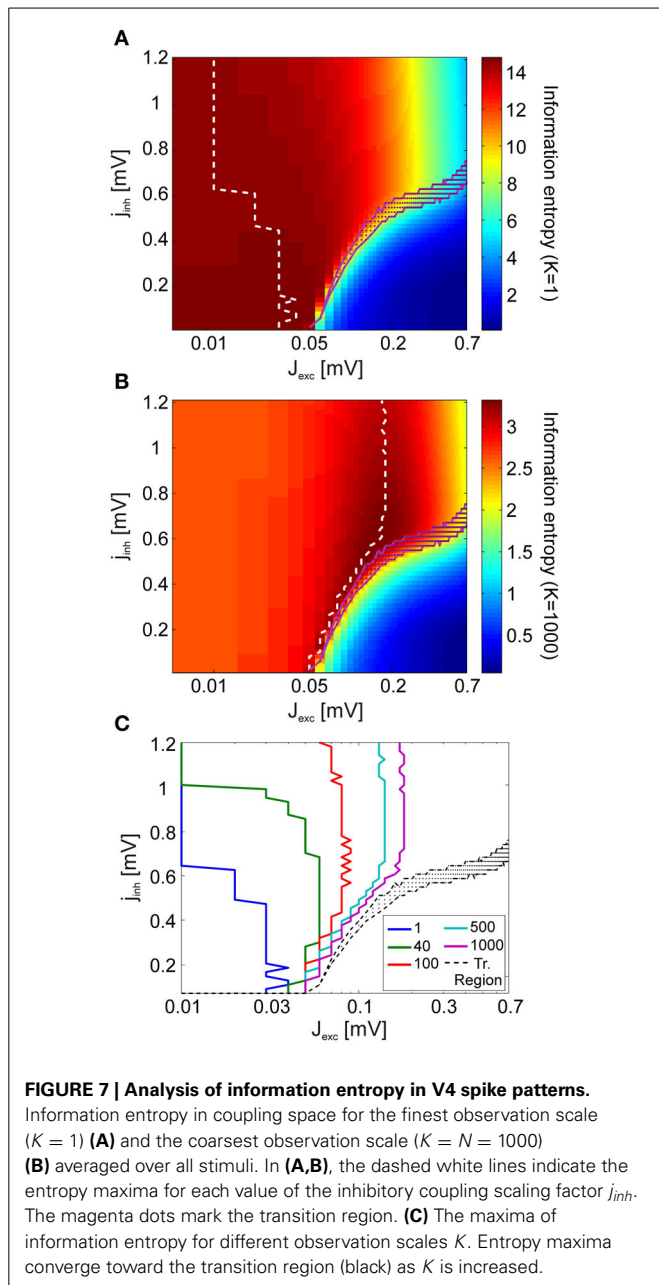 A
1.2
1
0.8
0.6
0.4
0.2
j_inh [mV]
0.01
0.05
0.2
0.7
J_exc [mV]
14
12
10
8
6
4
2
Information entropy (K=1)
B
1.2
1
0.8
0.6
0.4
0.2
j_inh [mV]
0.01
0.05
0.2
0.7
J_exc [mV]
3
2.5
2
1.5
1
0.5
Information entropy (K=1000)
C
1.2
1
0.8
0.6
0.4
0.2
j_inh [mV]
1
500
40
1000
100
Tr. Region
0.01
0.03
0.1
0.3
0.7
J_exc [mV]
FIGURE 7 | Analysis of information entropy in V4 spike patterns.
Information entropy in coupling space for the finest observation scale
(K = 1) (A) and the coarsest observation scale (K = N = 1000)
(B) averaged over all stimuli. In (A,B), the dashed white lines indicate the
entropy maxima for each value of the inhibitory coupling scaling factor j_inh.
The magenta dots mark the transition region. (C) The maxima of
information entropy for different observation scales K. Entropy maxima
converge toward the transition region (black) as K is increased.